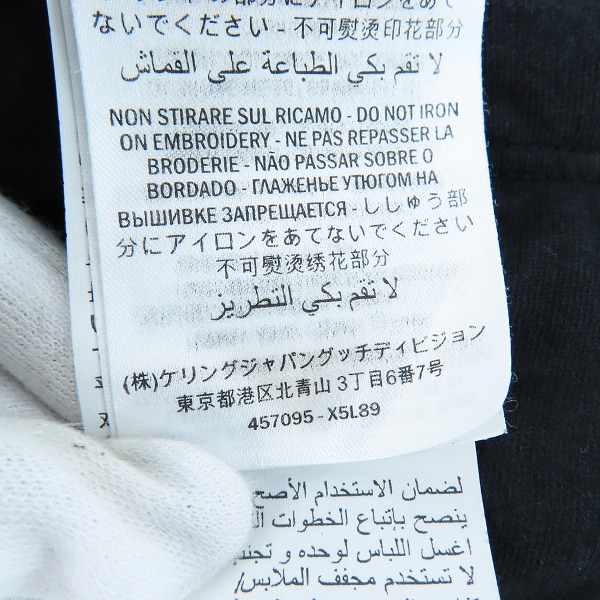 ないでください - 不可熨烫印花部分
لا تقم بكي الطباعة على القماش
NON STIRARE SUL RICAMO - DO NOT IRON
ON EMBROIDERY - NE PAS REPASSER LA
BRODERIE - NÃO PASSAR SOBRE O
BORDADO - ГЛАЖЕНЬЕ УТЮГОМ НА
ВЫШИВКЕ ЗАПРЕЩАЕТСЯ - ししゅう部
分にアイロンをあてないでください
不可熨烫绣花部分
لا تقم بكي التطريز
(株)ケリングジャパングッチディビジョン
東京都港区北青山 3丁目6番7号
457095 - X5L89
لضمان الاستخدام الأصح
ينصح بإتباع الخطوات
اغسل اللباس لوحده و
لا تستخدم مجفف الملابس/